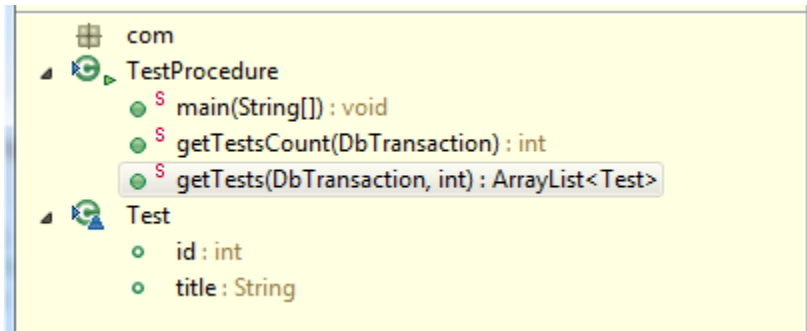 com
TestProcedure
S main(String[]) : void
S getTestsCount(DbTransaction) : int
S getTests(DbTransaction, int) : ArrayList<Test>
Test
id : int
title : String